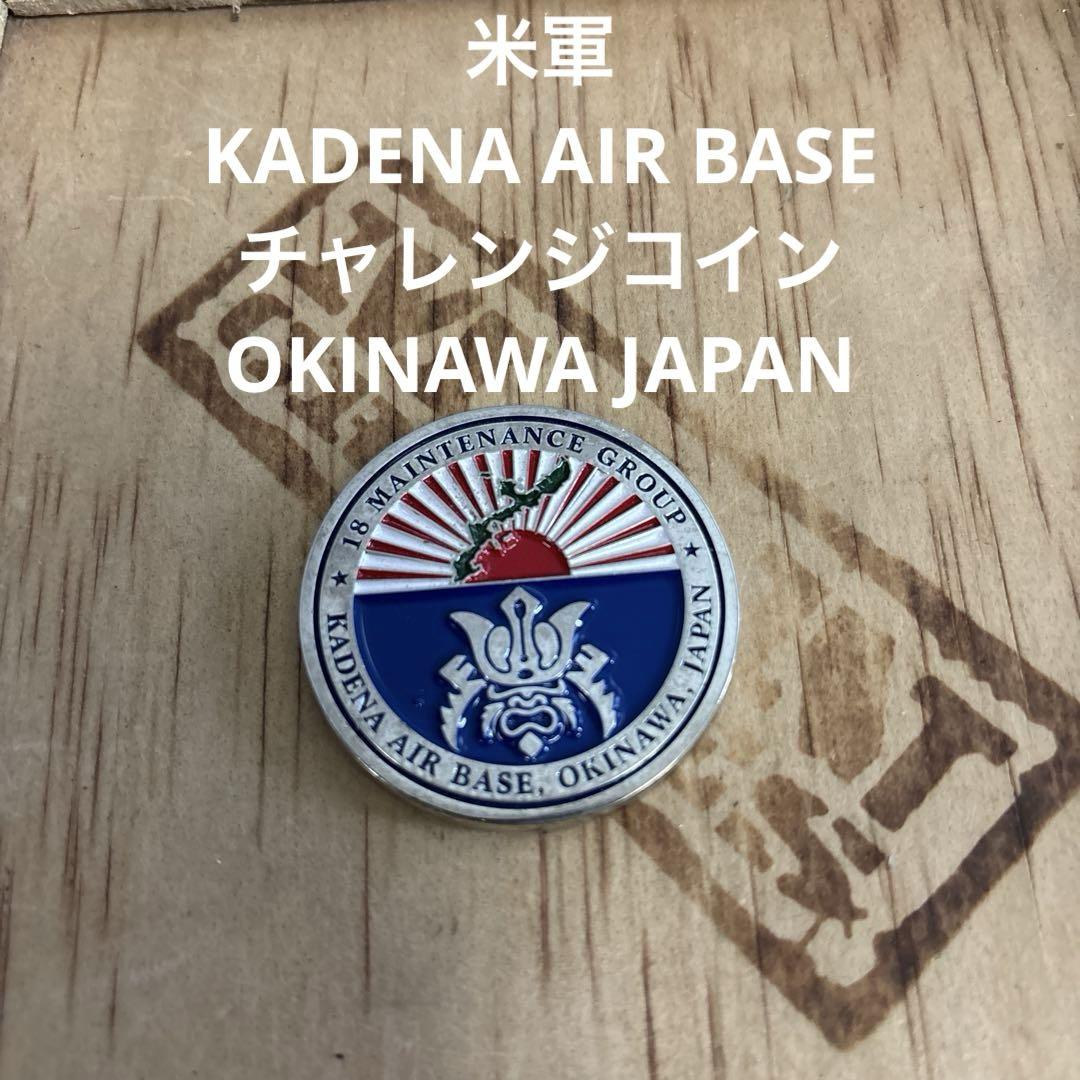 米軍
KADENA AIR BASE
チャレンジコイン
OKINAWA JAPAN
18 MAINTENANCE GROUP
★ KADENA AIR BASE, OKINAWA, JAPAN ★